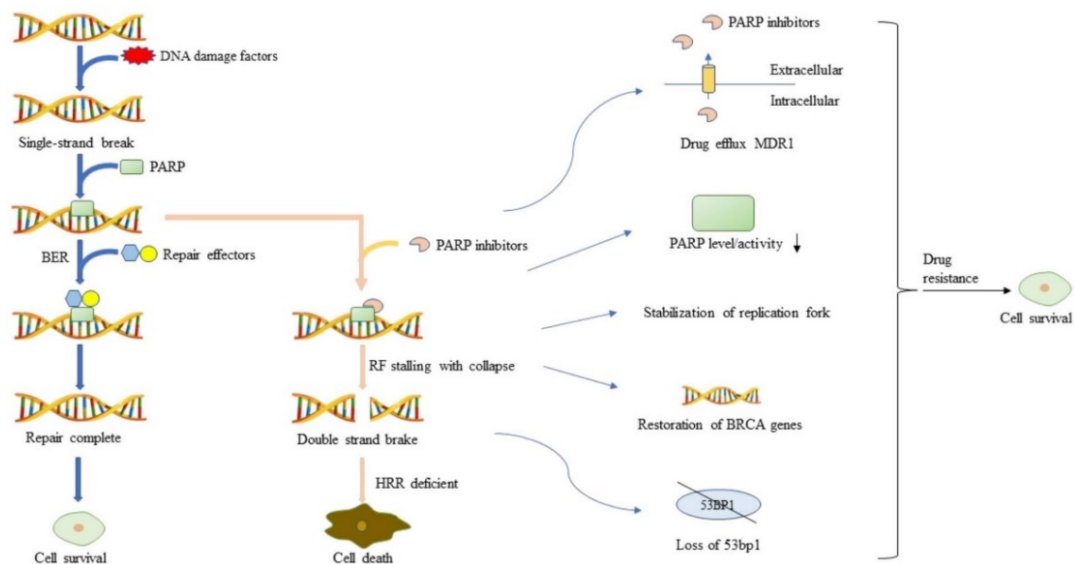 DNA damage factors
Single-strand break
PARP
BER
Repair effectors
Repair complete
Cell survival
PARP inhibitors
RF stalling with collapse
Double strand brake
HRR deficient
Cell death
PARP inhibitors
Extracellular
Intracellular
Drug efflux MDR1
PARP level/activity
Stabilization of replication fork
Restoration of BRCA genes
53BP1
Loss of 53bp1
Drug
resistance
Cell survival